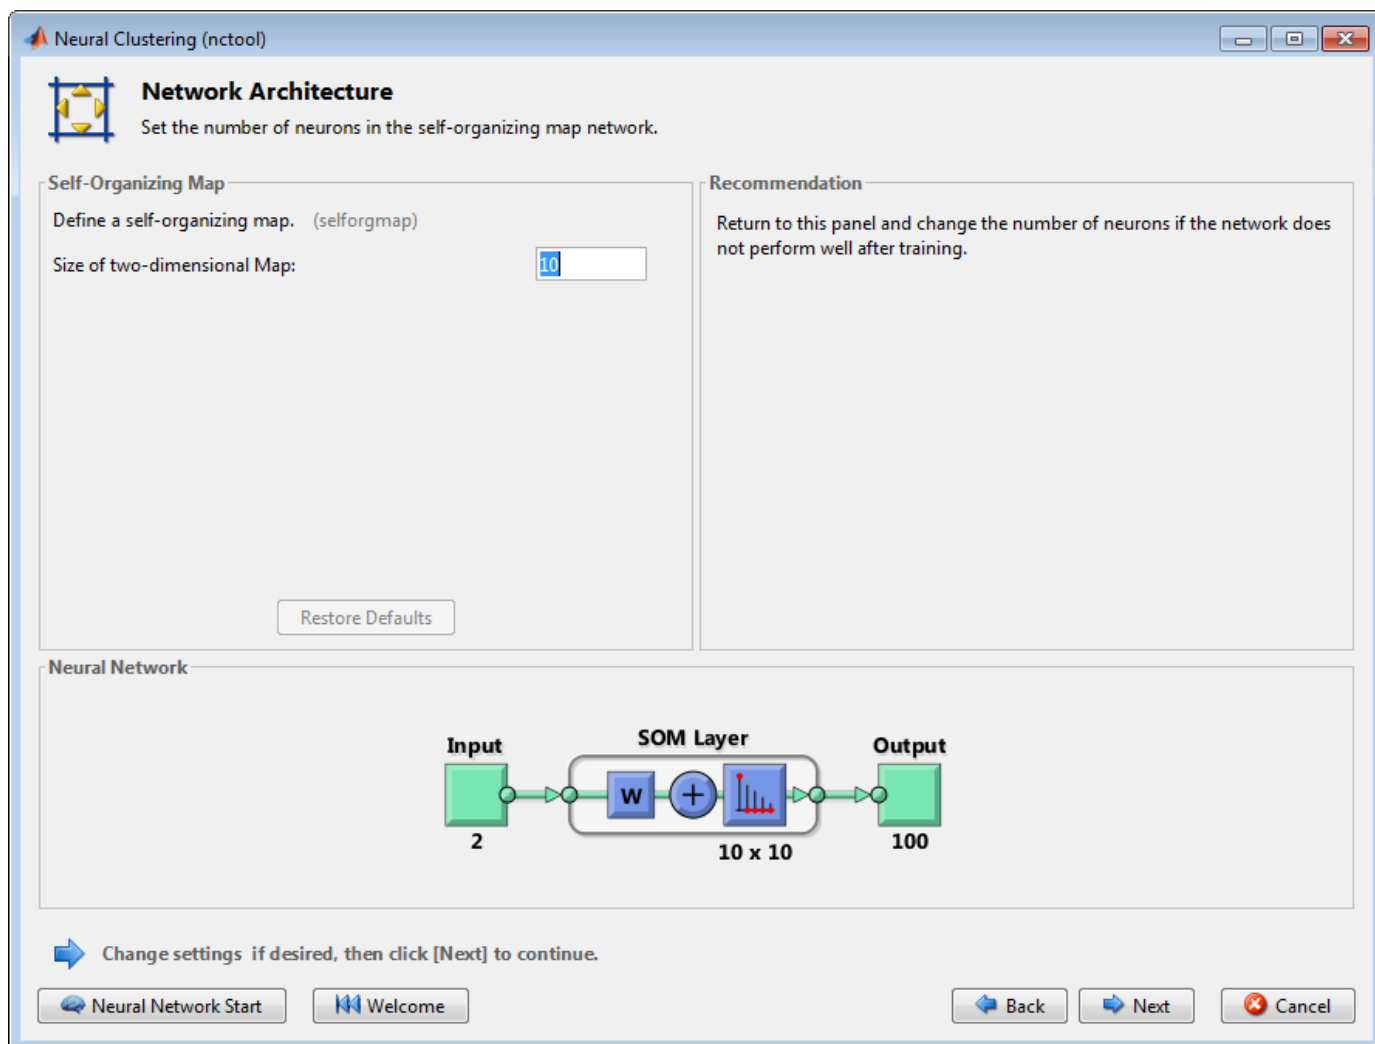 Neural Clustering (nctool)
Network Architecture
Set the number of neurons in the self-organizing map network.
Self-Organizing Map
Define a self-organizing map. (selforgmap)
Size of two-dimensional Map: 10
Restore Defaults
Recommendation
Return to this panel and change the number of neurons if the network does
not perform well after training.
Neural Network
Input
SOM Layer
Output
W
2
10 x 10
100
Change settings if desired, then click [Next] to continue.
Neural Network Start
Welcome
Back
Next
Cancel